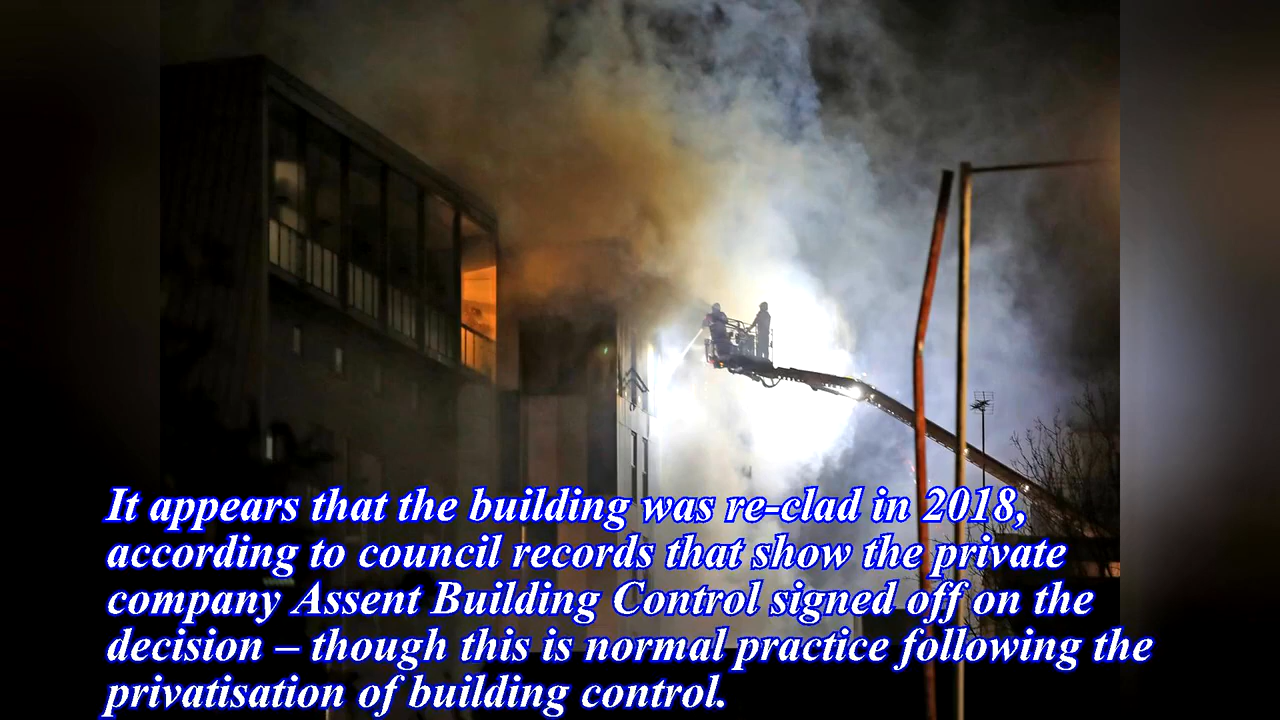 It appears that the building was re-clad in 2018,
according to council records that show the private
company Assent Building Control signed off on the
decision – though this is normal practice following the
privatisation of building control.